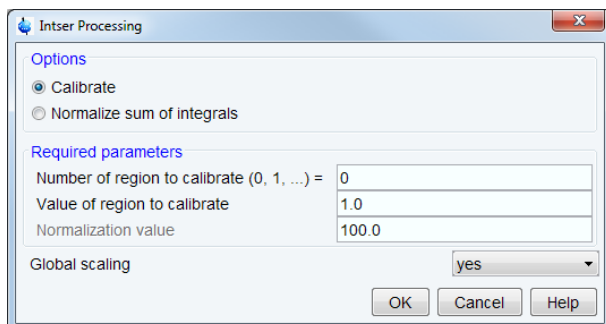 Intser Processing
Options
Calibrate
Normalize sum of integrals
Required parameters
Number of region to calibrate (0, 1, ...) = 0
Value of region to calibrate 1.0
Normalization value 100.0
Global scaling yes
OK Cancel Help